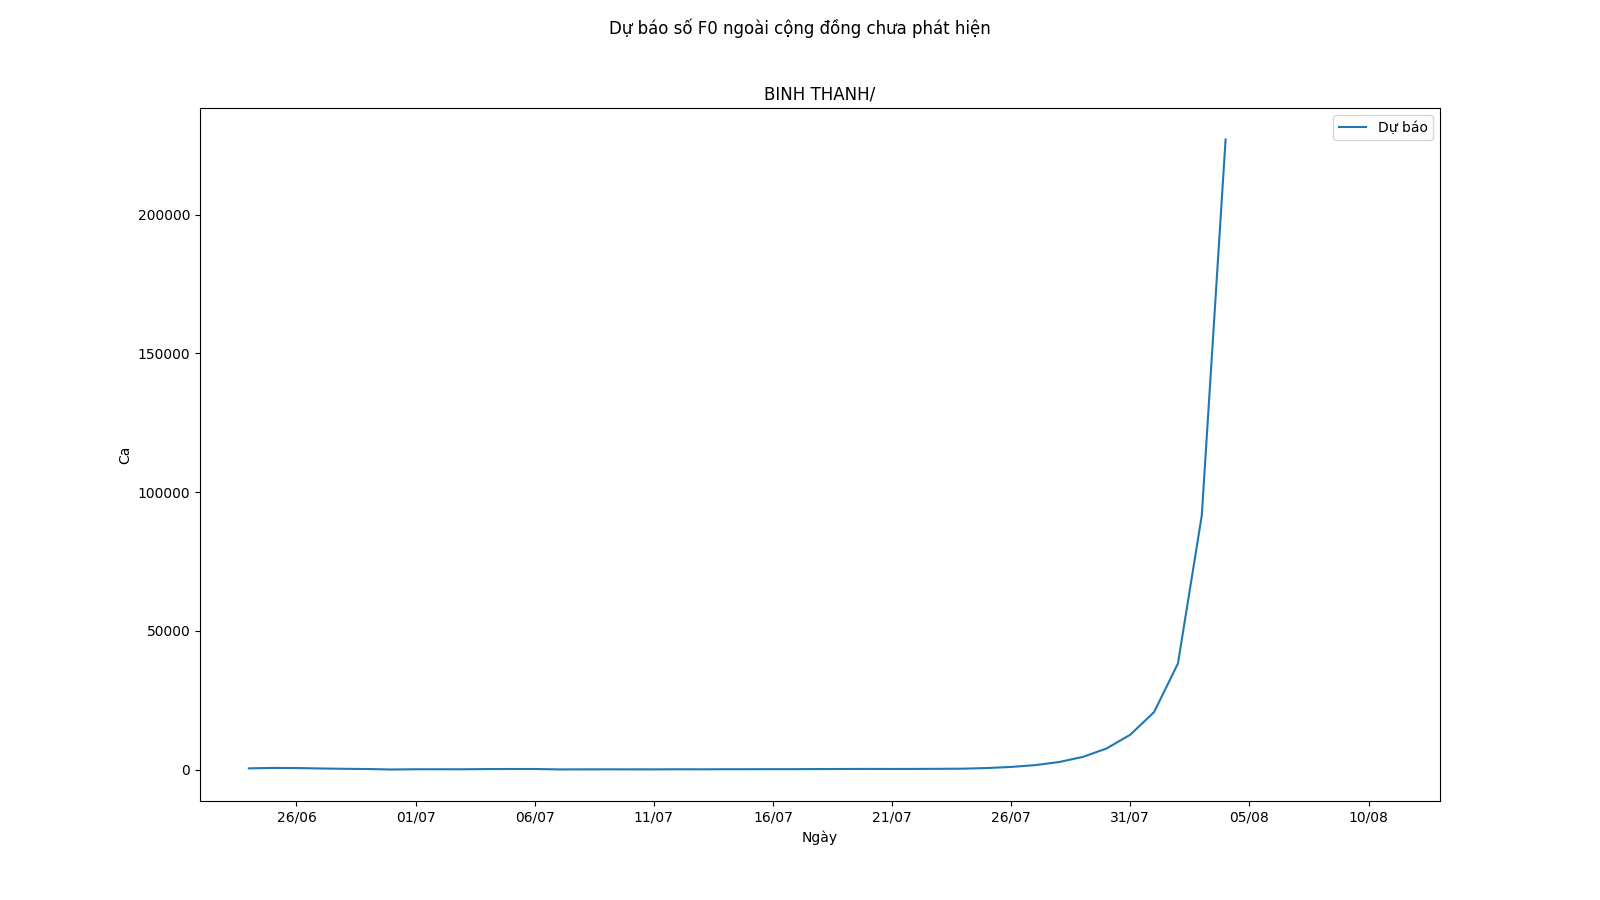 Dự báo số F0 ngoài cộng đồng chưa phát hiện
BINH THANH/
Dự báo
200000
150000
100000
50000
0
Ca
26/06 01/07 06/07 11/07 16/07 21/07 26/07 31/07 05/08 10/08
Ngày